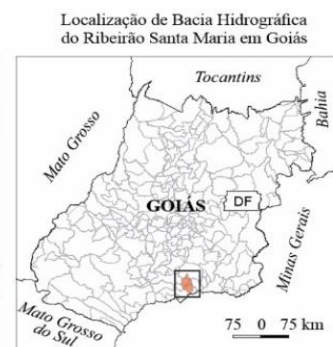 Localização de Bacia Hidrográfica
do Ribeirão Santa Maria em Goiás
Tocantins
Bahia
Mato Grosso
GOIÁS
DF
Minas Gerais
Mato Grosso
do Sul
75 0 75 km